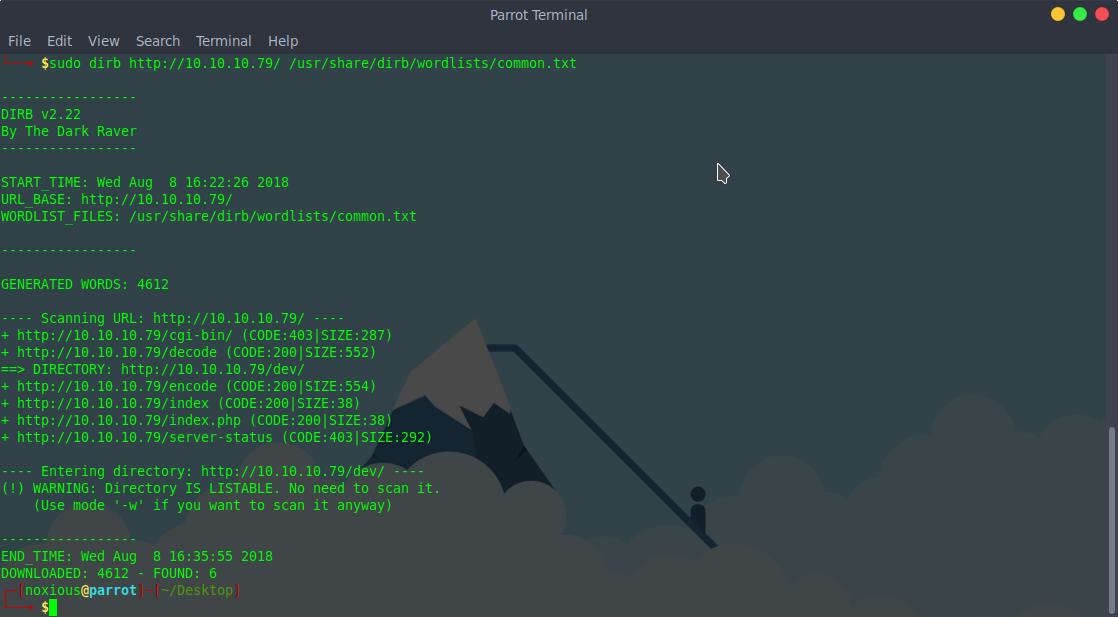 Parrot Terminal
File Edit View Search Terminal Help
$sudo dirb http://10.10.10.79/ /usr/share/dirb/wordlists/common.txt
-----------------
DIRB v2.22
By The Dark Raver
-----------------
START_TIME: Wed Aug  8 16:22:26 2018
URL_BASE: http://10.10.10.79/
WORDLIST_FILES: /usr/share/dirb/wordlists/common.txt
-----------------
GENERATED WORDS: 4612
---- Scanning URL: http://10.10.10.79/ ----
+ http://10.10.10.79/cgi-bin/ (CODE:403|SIZE:287)
+ http://10.10.10.79/decode (CODE:200|SIZE:552)
==> DIRECTORY: http://10.10.10.79/dev/
+ http://10.10.10.79/encode (CODE:200|SIZE:554)
+ http://10.10.10.79/index (CODE:200|SIZE:38)
+ http://10.10.10.79/index.php (CODE:200|SIZE:38)
+ http://10.10.10.79/server-status (CODE:403|SIZE:292)
---- Entering directory: http://10.10.10.79/dev/ ----
(!) WARNING: Directory IS LISTABLE. No need to scan it.
    (Use mode '-w' if you want to scan it anyway)
-----------------
END_TIME: Wed Aug  8 16:35:55 2018
DOWNLOADED: 4612 - FOUND: 6
─[noxious@parrot]─[~/Desktop]
$